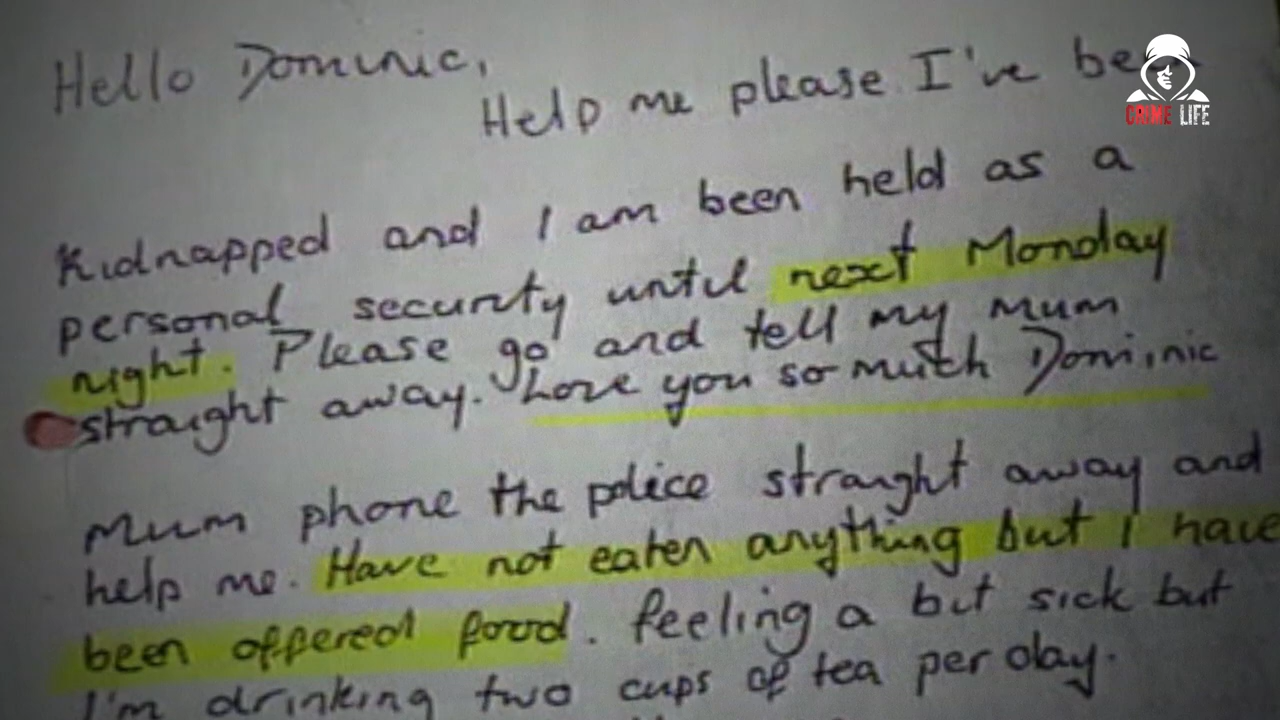 Hello Dominic,
Help me please I've been
CRIME LIFE
Kidnapped and I am been held as a
personal security until next Monday
night. Please go and tell my mum
straight away. Love you so much Dominic
Mum phone the police straight away and
help me. Have not eaten anything but I have
been offered food. feeling a bit sick but
I'm drinking two cups of tea per day.